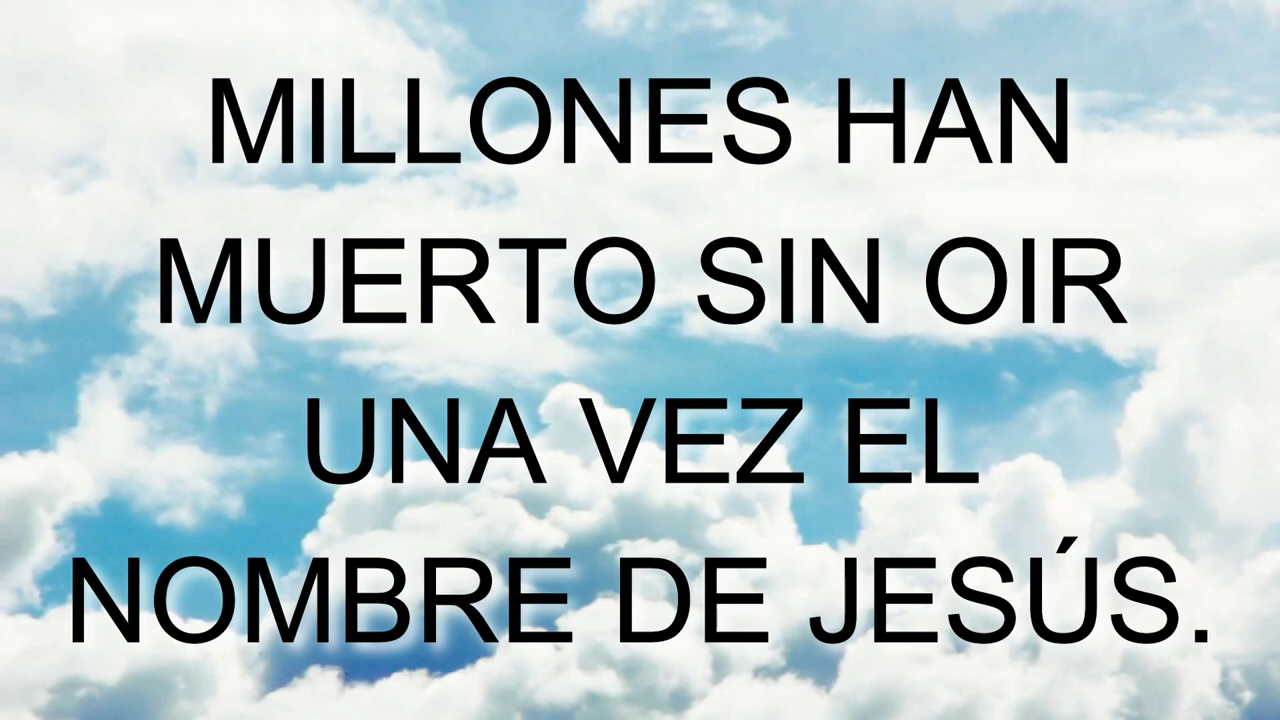 MILLONES HAN
MUERTO SIN OIR
UNA VEZ EL
NOMBRE DE JESÚS.